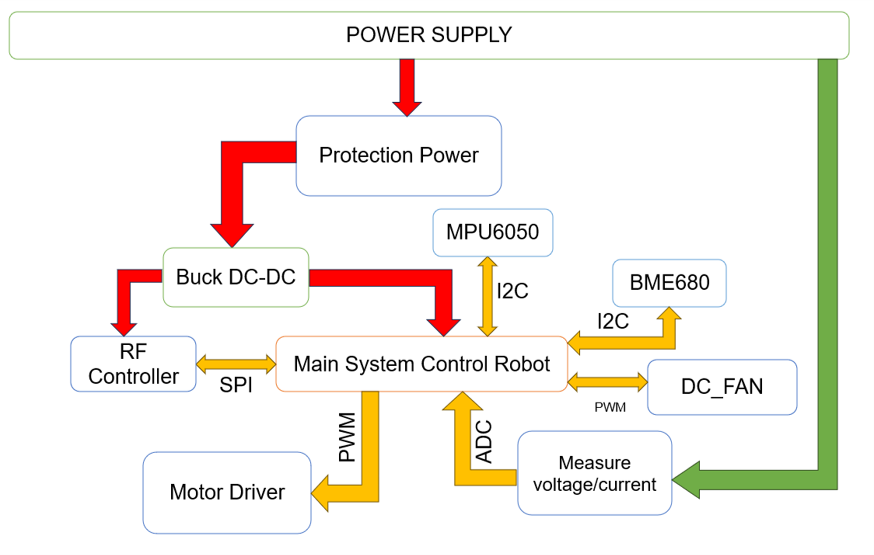 POWER SUPPLY
Protection Power
MPU6050
Buck DC-DC
I2C
BME680
I2C
RF
Controller
SPI
Main System Control Robot
DC_FAN
PWM
PWM
ADC
Measure
voltage/current
Motor Driver